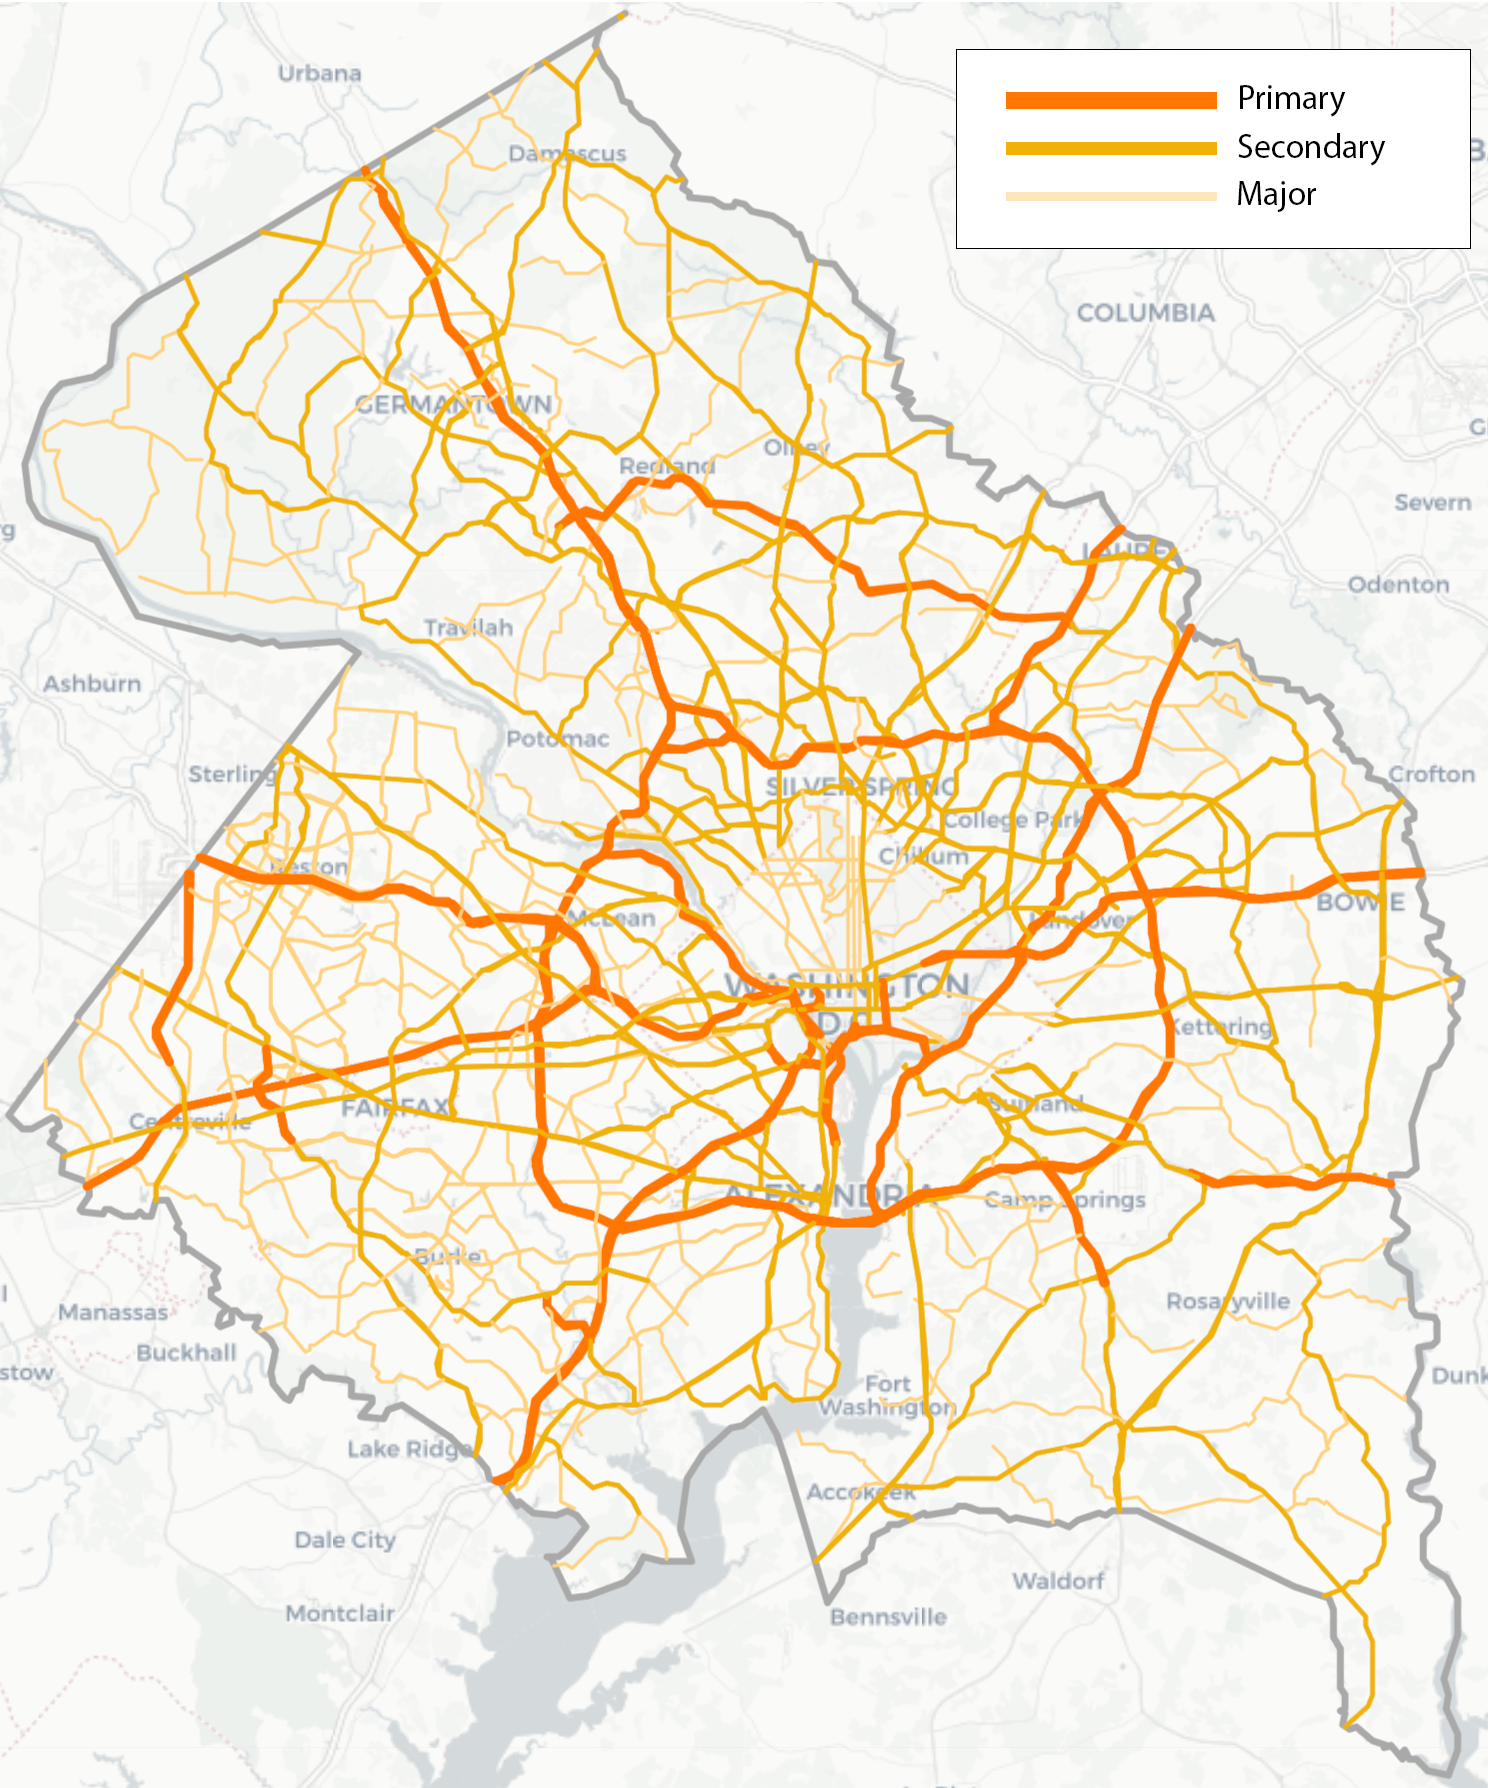 Primary
Secondary
Major
Urbana
Damascus
COLUMBIA
GERMANTOWN
Olney
Redland
Severn
LAUREL
Odenton
Travilah
Ashburn
Potomac
Sterling
Crofton
SILVER SPRING
College Park
Chillum
Reston
BOWIE
McLean
Landover
WASHINGTON
D.C.
Kettering
FAIRFAX
Suitland
Centreville
ALEXANDRIA
Camp Springs
Burke
Rosaryville
Manassas
Buckhall
stow
Dunk
Fort
Washington
Lake Ridge
Accokeek
Dale City
Waldorf
Montclair
Bennsville